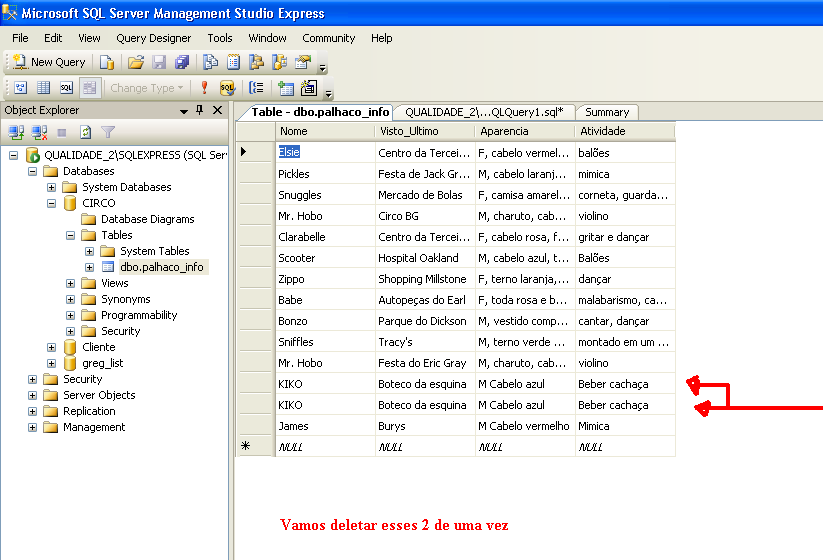 Microsoft SQL Server Management Studio Express
File Edit View Query Designer Tools Window Community Help
New Query
Change Type
Object Explorer
Table - dbo.palhaco_info QUALIDADE_2\...QLQuery1.sql* Summary
QUALIDADE_2\SQLEXPRESS (SQL Ser
Databases
System Databases
CIRCO
Database Diagrams
Tables
System Tables
dbo.palhaco_info
Views
Synonyms
Programmability
Security
Cliente
greg_list
Security
Server Objects
Replication
Management
Nome Visto_Ultimo Aparencia Atividade
Elsie Centro da Tercei... F, cabelo vermel... balões
Pickles Festa de Jack Gr... M, cabelo laranj... mimica
Snuggles Mercado de Bolas F, camisa amarel... corneta, guarda...
Mr. Hobo Circo BG M, charuto, cab... violino
Clarabelle Centro da Tercei... F, cabelo rosa, f... gritar e dançar
Scooter Hospital Oakland M, cabelo azul, t... Balões
Zippo Shopping Millstone F, terno laranja,... dançar
Babe Autopeças do Earl F, toda rosa e b... malabarismo, ca...
Bonzo Parque do Dickson M, vestido comp... cantar, dançar
Sniffles Tracy's M, terno verde ... montado em um ...
Mr. Hobo Festa do Eric Gray M, charuto, cab... violino
KIKO Boteco da esquina M Cabelo azul Beber cachaça
KIKO Boteco da esquina M Cabelo azul Beber cachaça
James Burys M Cabelo vermelho Mimica
NULL NULL NULL NULL
Vamos deletar esses 2 de uma vez